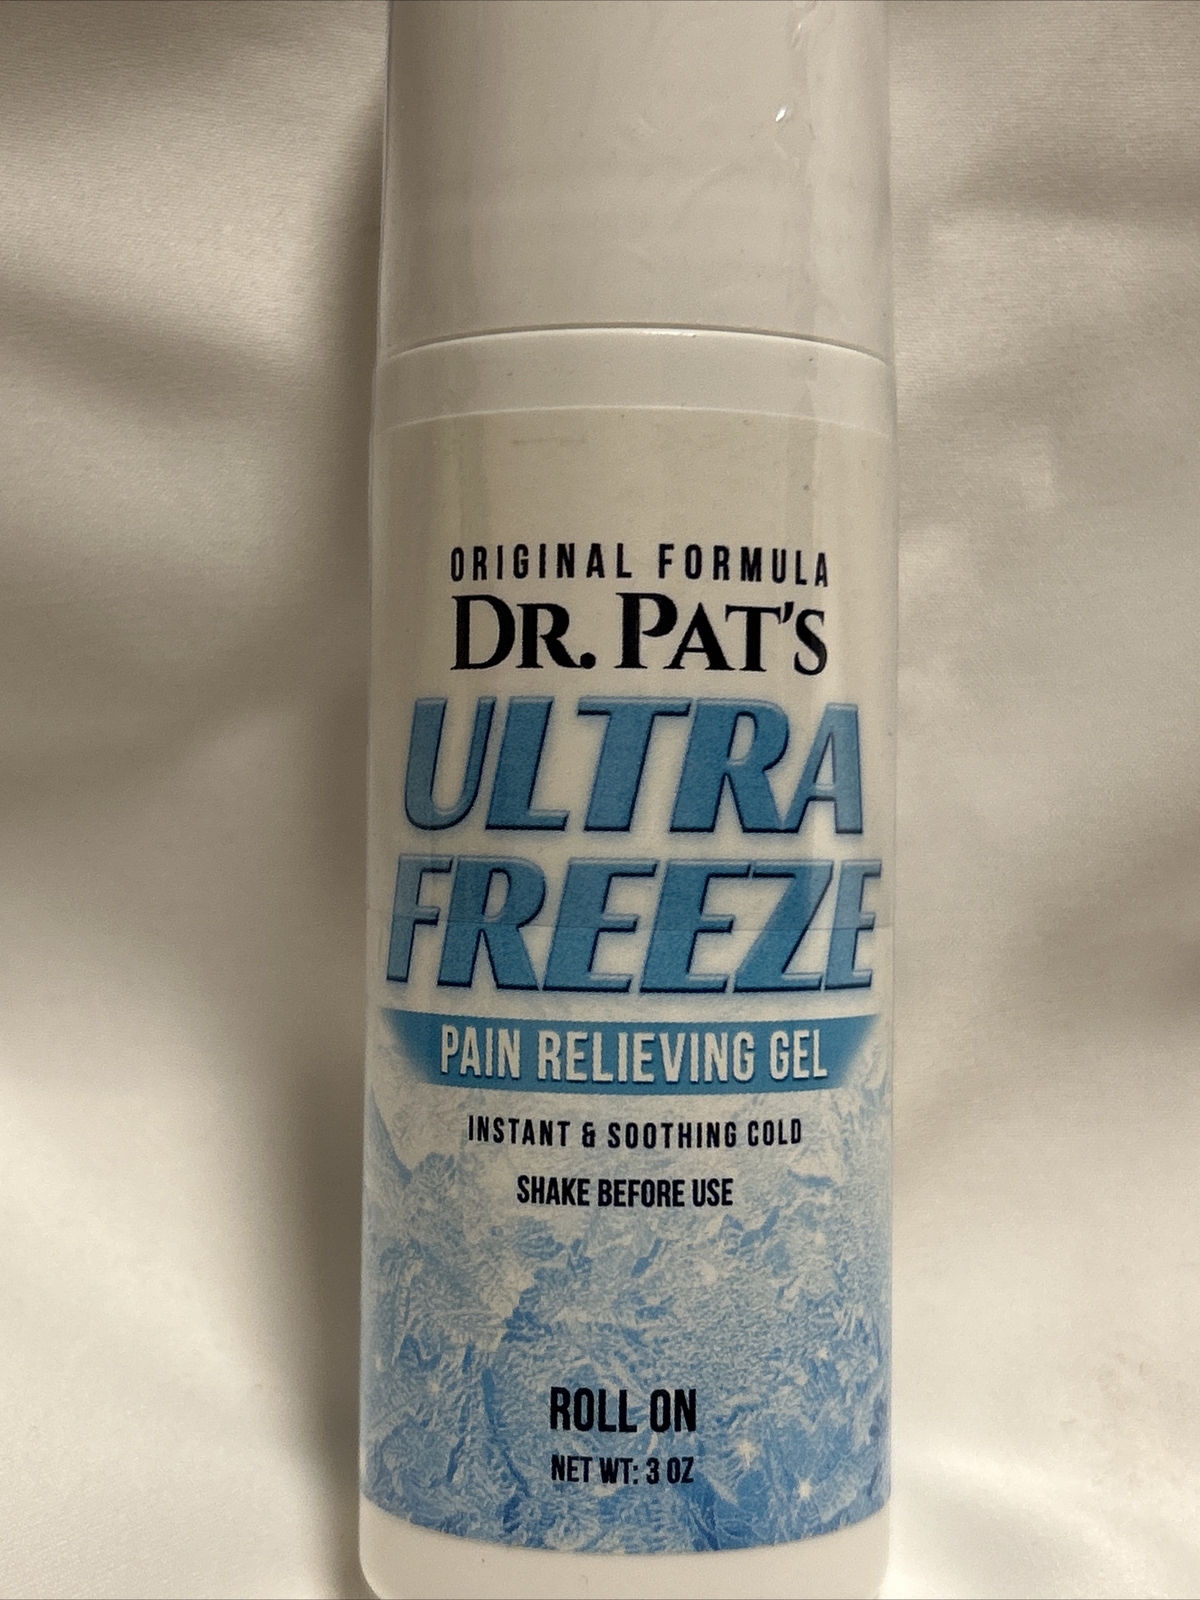 ORIGINAL FORMULA
DR. PAT'S
ULTRA
FREEZE
PAIN RELIEVING GEL
INSTANT & SOOTHING COLD
SHAKE BEFORE USE
ROLL ON
NET WT: 3 OZ